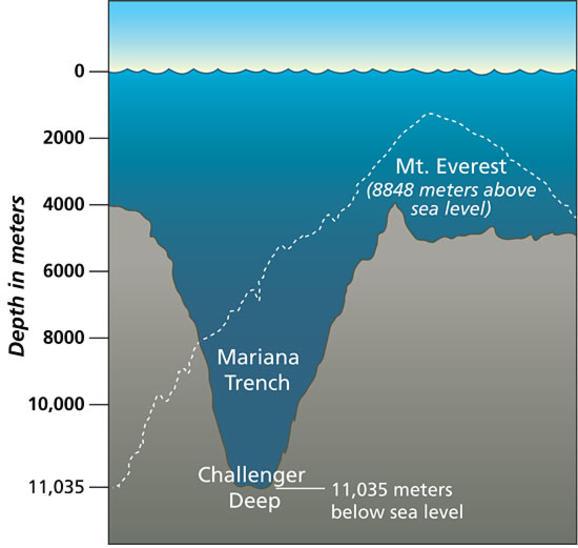 0
2000
4000
6000
8000
10,000
11,035
Depth in meters
Mt. Everest
(8848 meters above
sea level)
Mariana
Trench
Challenger
Deep
11,035 meters
below sea level